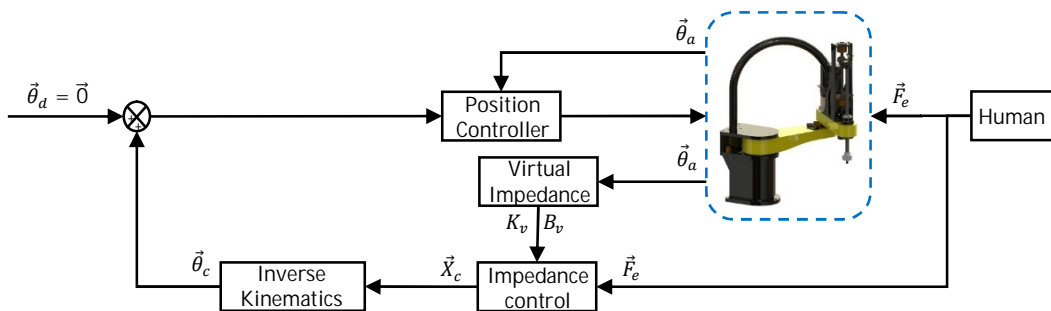 θ⃗_a
θ⃗_d = 0⃗
+
+
Position
Controller
F⃗_e
Human
θ⃗_a
Virtual
Impedance
K_v B_v
θ⃗_c
Inverse
Kinematics
X⃗_c
Impedance
control
F⃗_e